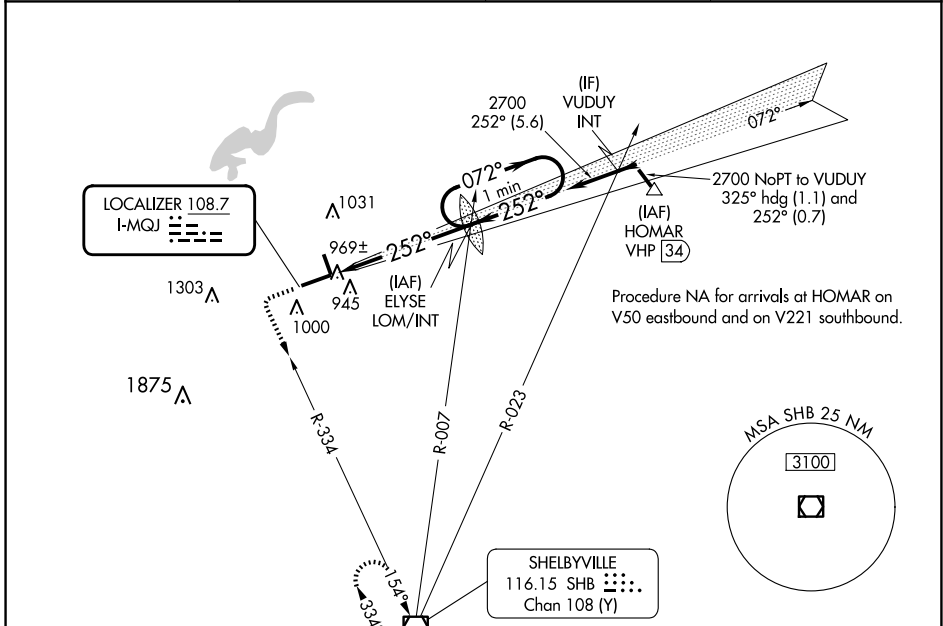 (IF)
VUDUY
INT
2700
252° (5.6)
072°
072°
1 min
252°
252°
2700 NoPT to VUDUY
325° hdg (1.1) and
252° (0.7)
(IAF)
HOMAR
VHP 34
LOCALIZER 108.7
I-MQJ
1031
969±
945
1303
1000
(IAF)
ELYSE
LOM/INT
Procedure NA for arrivals at HOMAR on
V50 eastbound and on V221 southbound.
1875
R-334
R-007
R-023
MSA SHB 25 NM
3100
SHELBYVILLE
116.15 SHB
Chan 108 (Y)
154°
334°